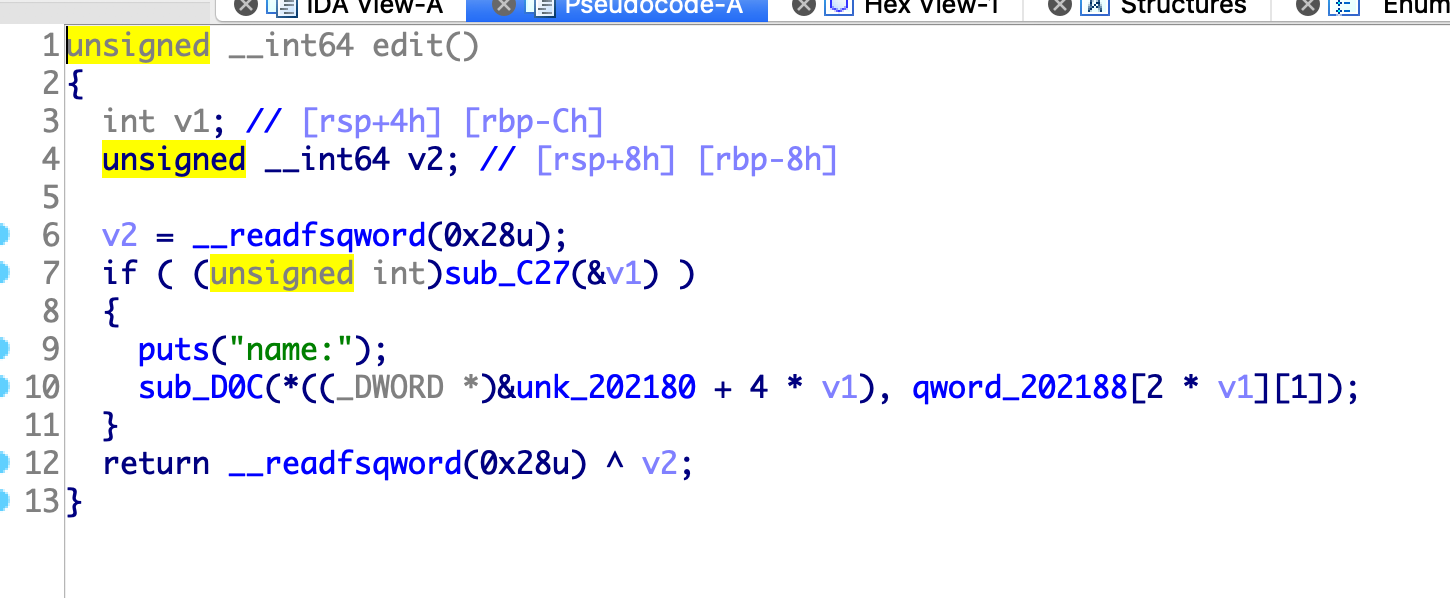 IDA View-A Pseudocode-A Hex View-1 Structures Enum
1 unsigned __int64 edit()
2 {
3 int v1; // [rsp+4h] [rbp-Ch]
4 unsigned __int64 v2; // [rsp+8h] [rbp-8h]
5
6 v2 = __readfsqword(0x28u);
7 if ( (unsigned int)sub_C27(&v1) )
8 {
9 puts("name:");
10 sub_D0C(*((_DWORD *)&unk_202180 + 4 * v1), qword_202188[2 * v1][1]);
11 }
12 return __readfsqword(0x28u) ^ v2;
13 }